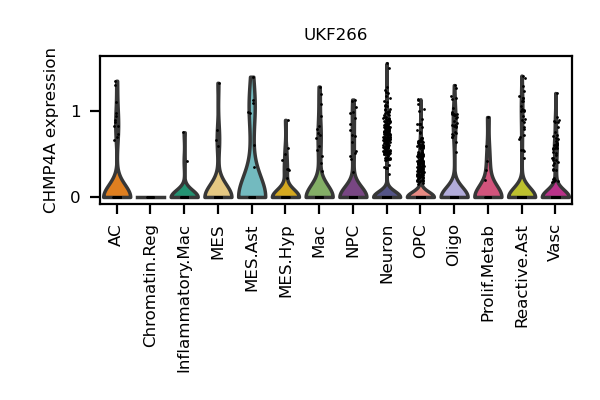 UKF266
CHMP4A expression
1
0
AC
Chromatin.Reg
Inflammatory.Mac
MES
MES.Ast
MES.Hyp
Mac
NPC
Neuron
OPC
Oligo
Prolif.Metab
Reactive.Ast
Vasc